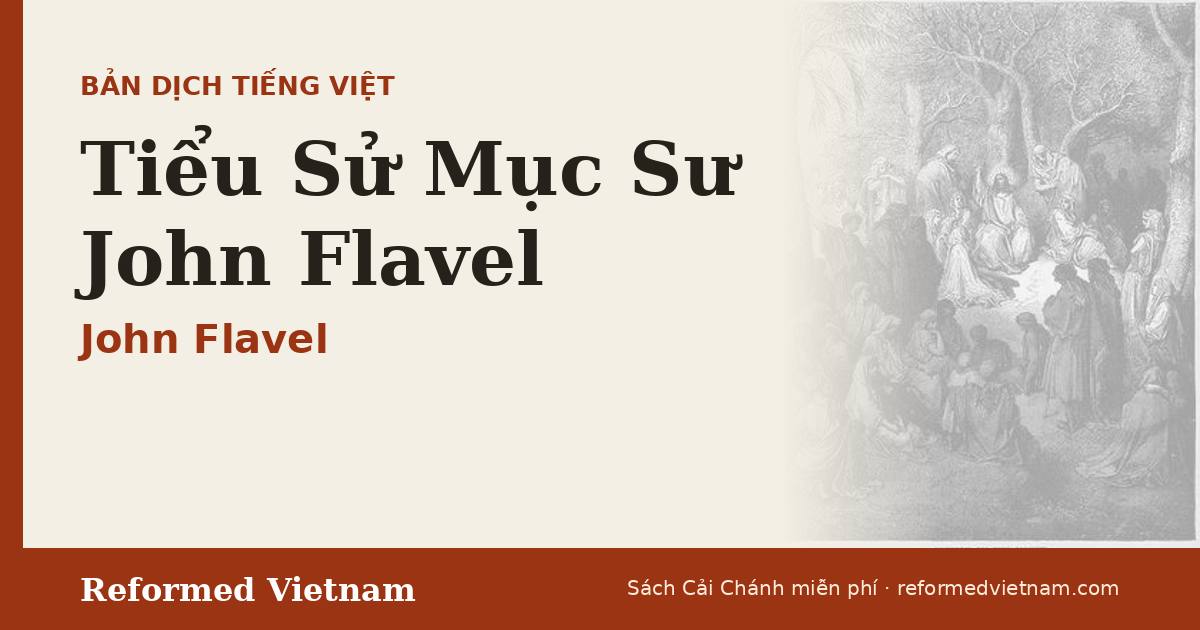 BẢN DỊCH TIẾNG VIỆT
Tiểu Sử Mục Sư
John Flavel
John Flavel
Reformed Vietnam
Sách Cải Chánh miễn phí · reformedvietnam.com